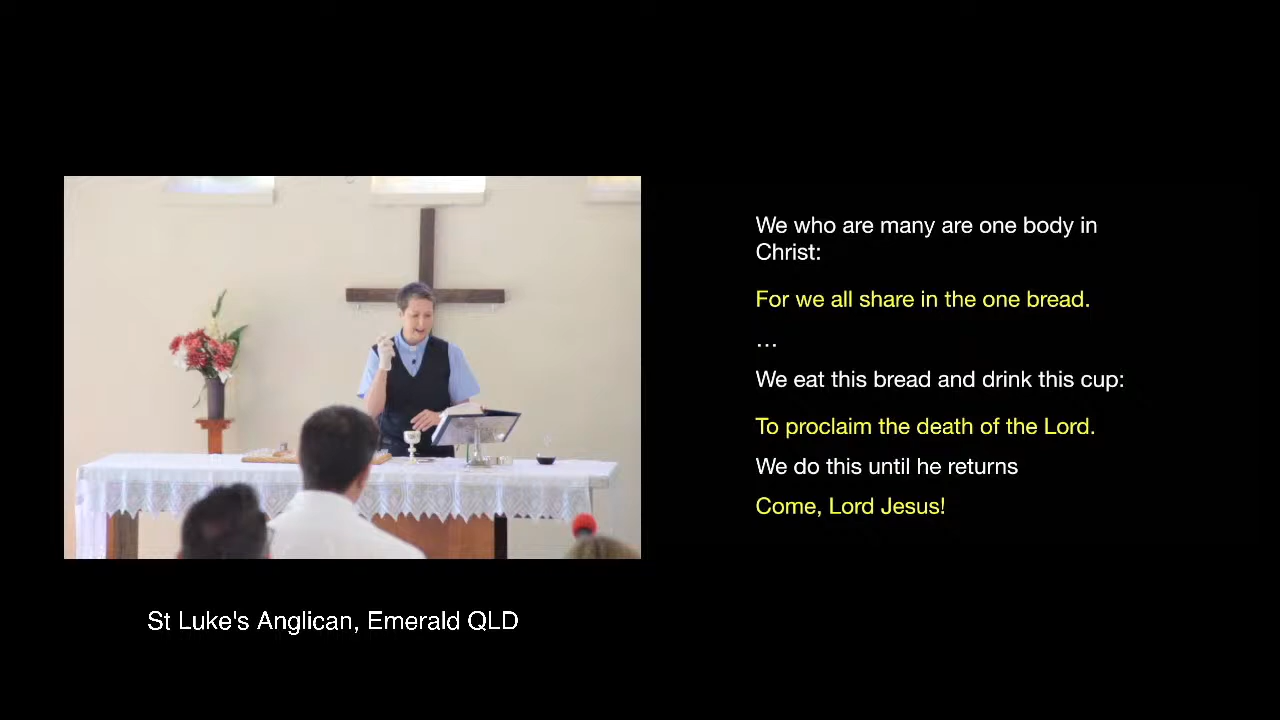 We who are many are one body in
Christ:
For we all share in the one bread.
...
We eat this bread and drink this cup:
To proclaim the death of the Lord.
We do this until he returns
Come, Lord Jesus!
St Luke's Anglican, Emerald QLD